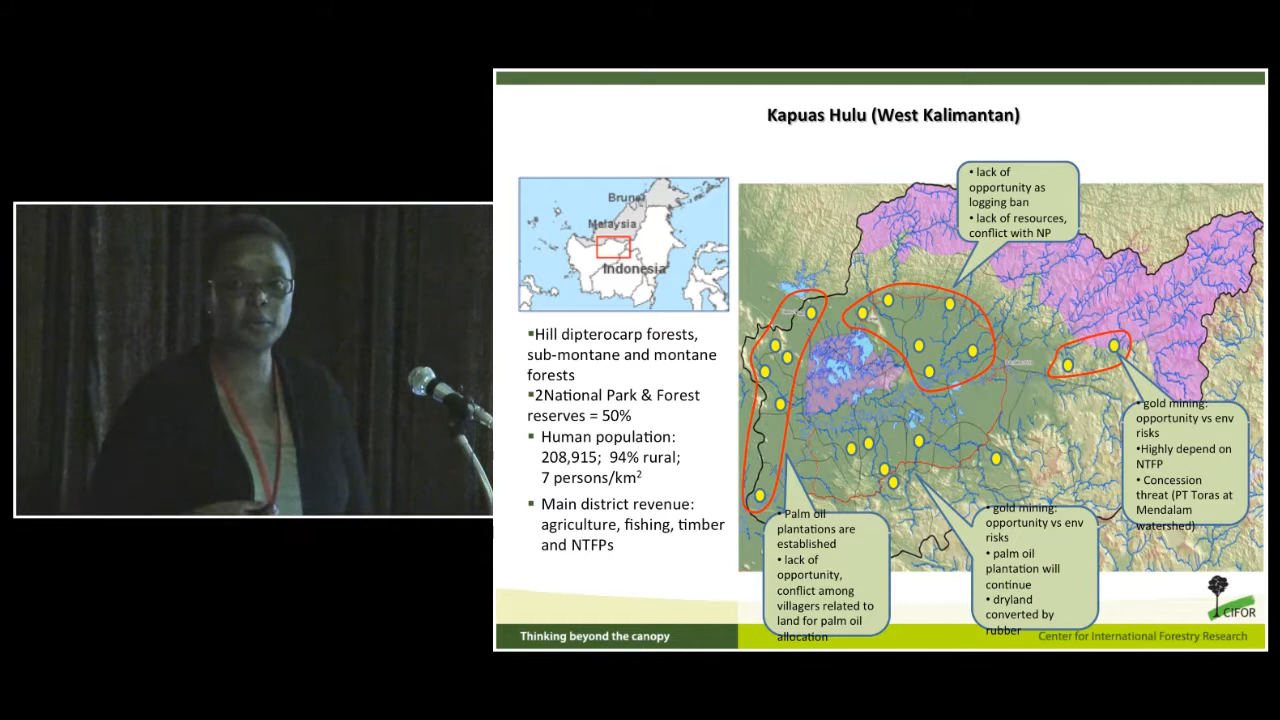 Kapuas Hulu (West Kalimantan)
Brunei
Malaysia
Indonesia
▪Hill dipterocarp forests,
sub-montane and montane
forests
▪2National Park & Forest
reserves = 50%
▪ Human population:
208,915; 94% rural;
7 persons/km²
▪ Main district revenue:
agriculture, fishing, timber
and NTFPs
• lack of
opportunity as
logging ban
• lack of resources,
conflict with NP
• gold mining:
opportunity vs env
risks
•Highly depend on
NTFP
• Concession
threat (PT Toras at
Mendalam
watershed)
• Palm oil
plantations are
established
• lack of
opportunity,
conflict among
villagers related to
land for palm oil
allocation
• gold mining:
opportunity vs env
risks
• palm oil
plantation will
continue
• dryland
converted by
rubber
CIFOR
Thinking beyond the canopy
Center for International Forestry Research